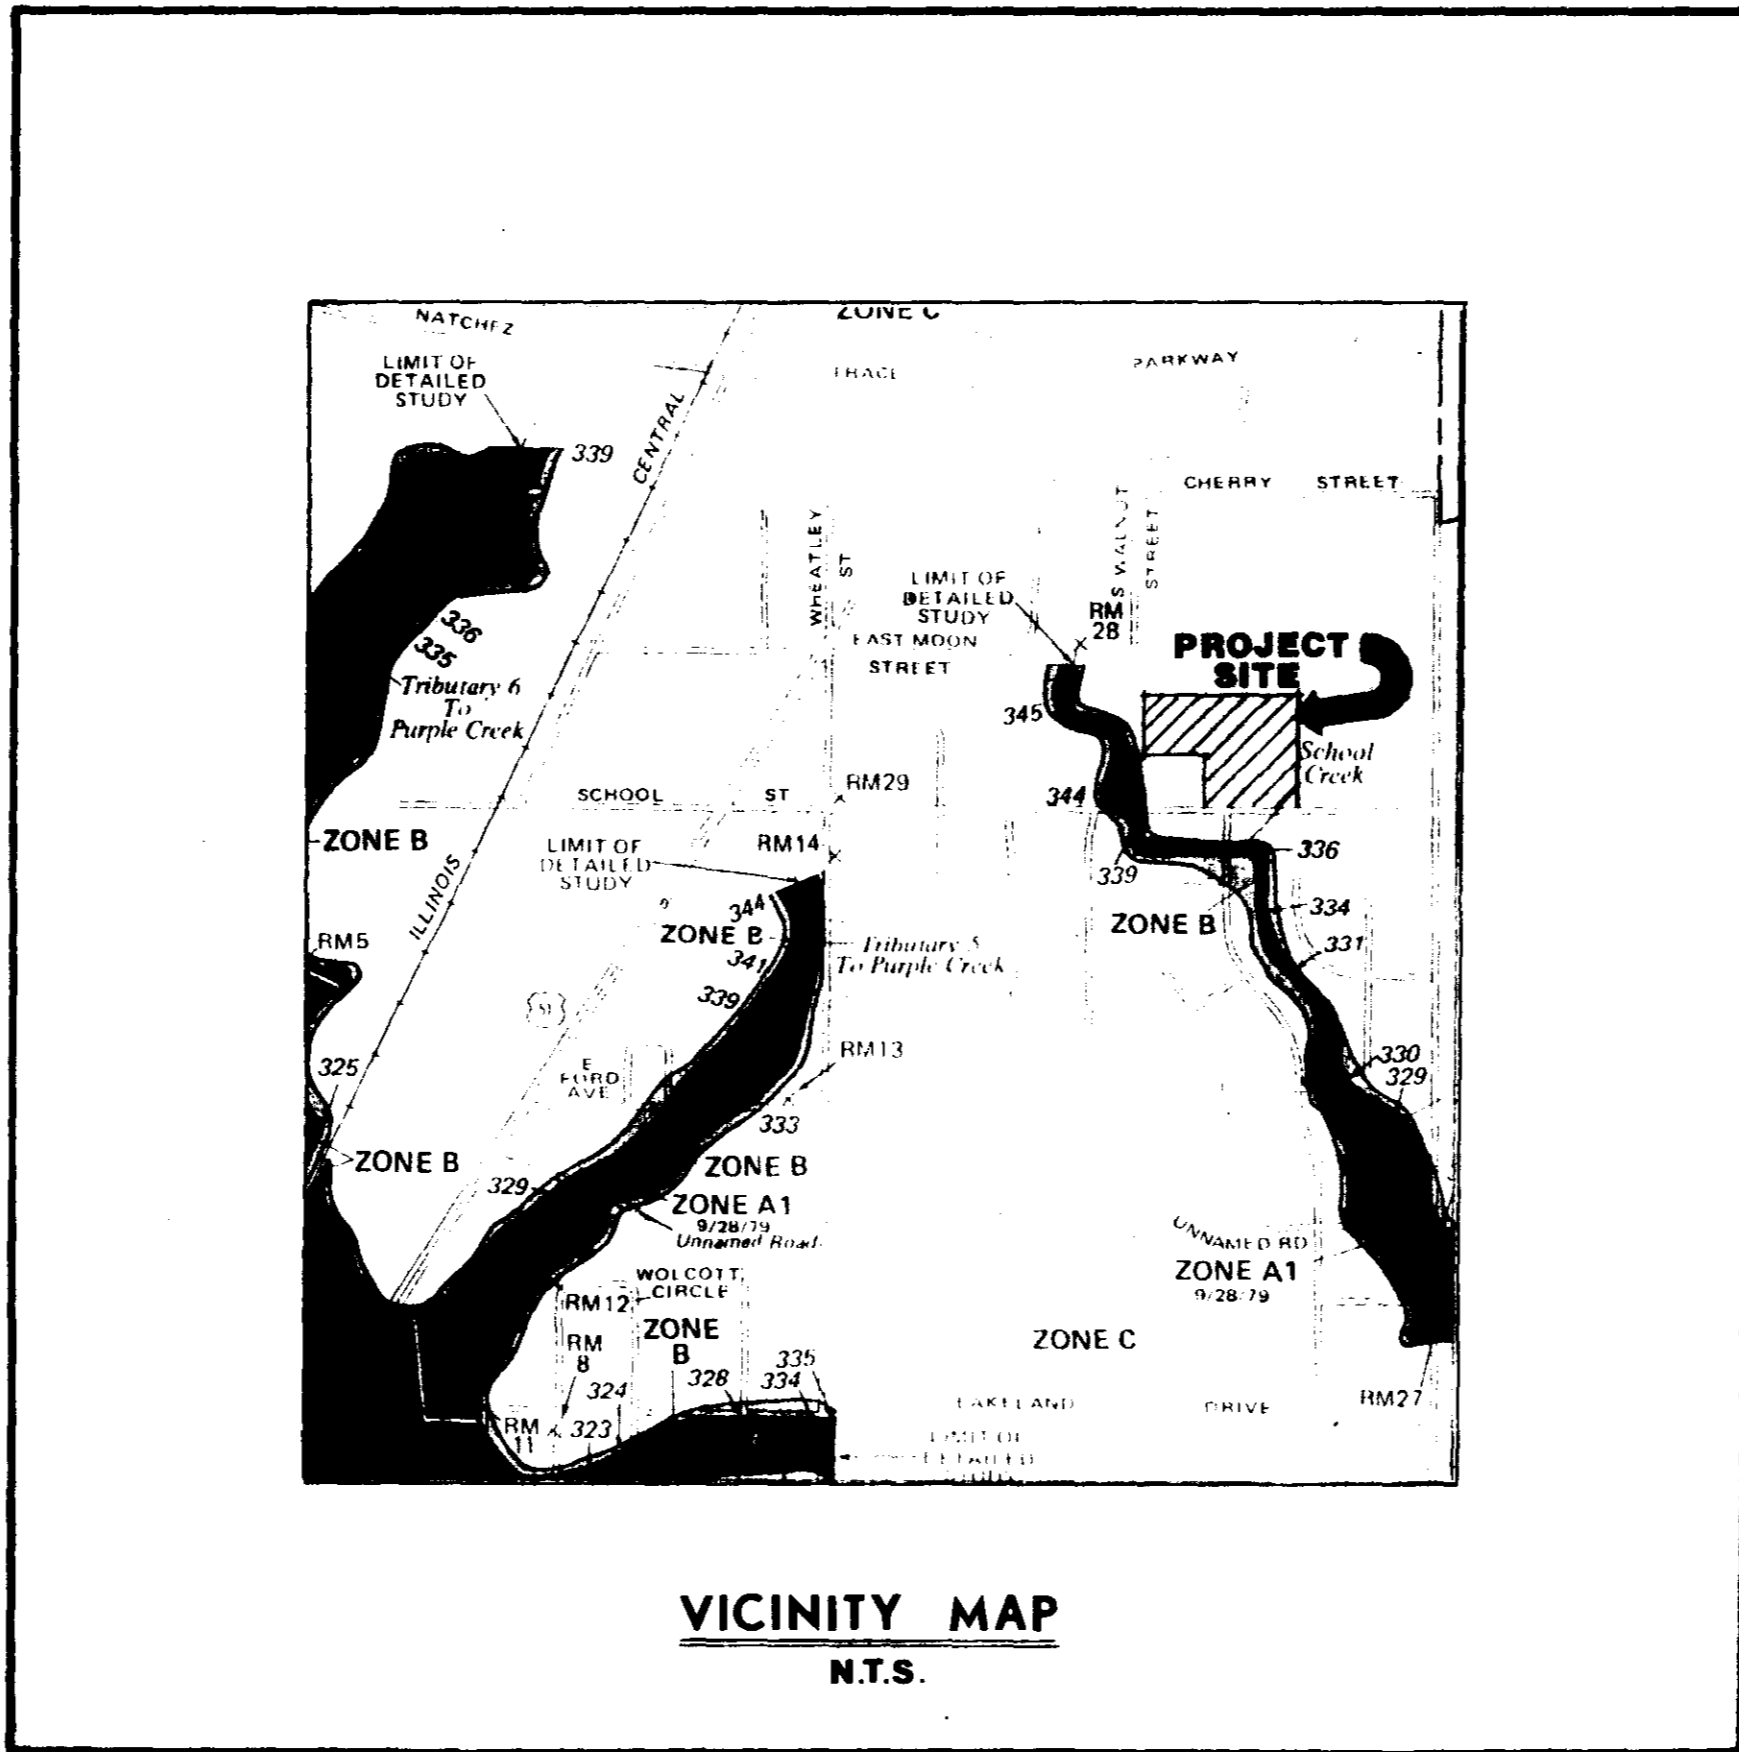 ZONE C
NATCHEZ
TRACE
PARKWAY
LIMIT OF
DETAILED
STUDY
339
CENTRAL
CHERRY STREET
S WALNUT
STREET
WHEATLEY
ST
LIMIT OF
DETAILED
STUDY
RM
28
EAST MOON
STREET
PROJECT
SITE
336
335
Tributary 6
To
Purple Creek
345
School
Creek
SCHOOL ST
RM29
344
ZONE B
LIMIT OF
DETAILED
STUDY
RM14
336
339
ILLINOIS
344
ZONE B
341
339
334
ZONE B
331
RM5
Tributary 5
To Purple Creek
51
325
E
FORD
AVE
RM13
330
329
333
ZONE B
ZONE B
329
ZONE A1
9/28/79
Unnamed Road
UNNAMED RD
ZONE A1
9/28/79
WOLCOTT
CIRCLE
RM12
ZONE
B
RM
8
ZONE C
335
334
328
324
RM27
LAKELAND DRIVE
RM
11
323
LIMIT OF
DETAILED
VICINITY MAP
N.T.S.